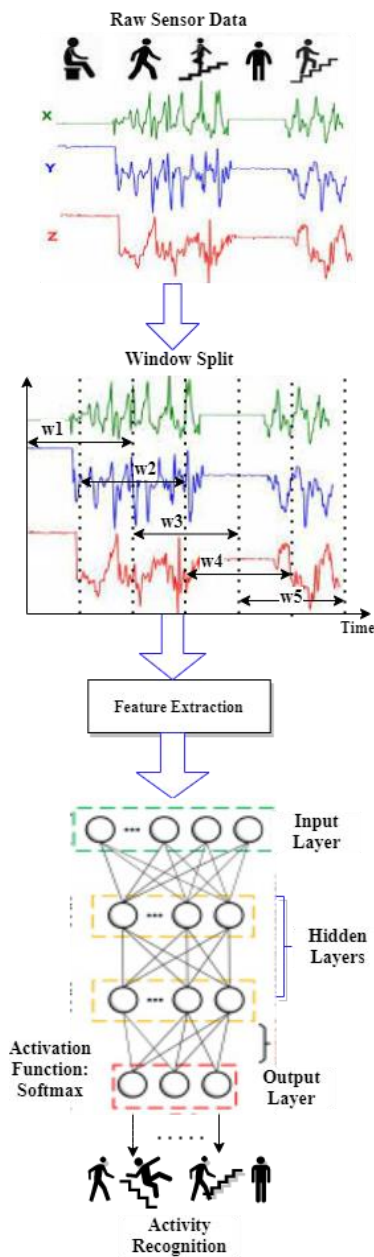 Raw Sensor Data
X
Y
Z
Window Split
w1
w2
w3
w4
w5
Time
Feature Extraction
Input
Layer
Hidden
Layers
Activation
Function:
Softmax
Output
Layer
Activity
Recognition